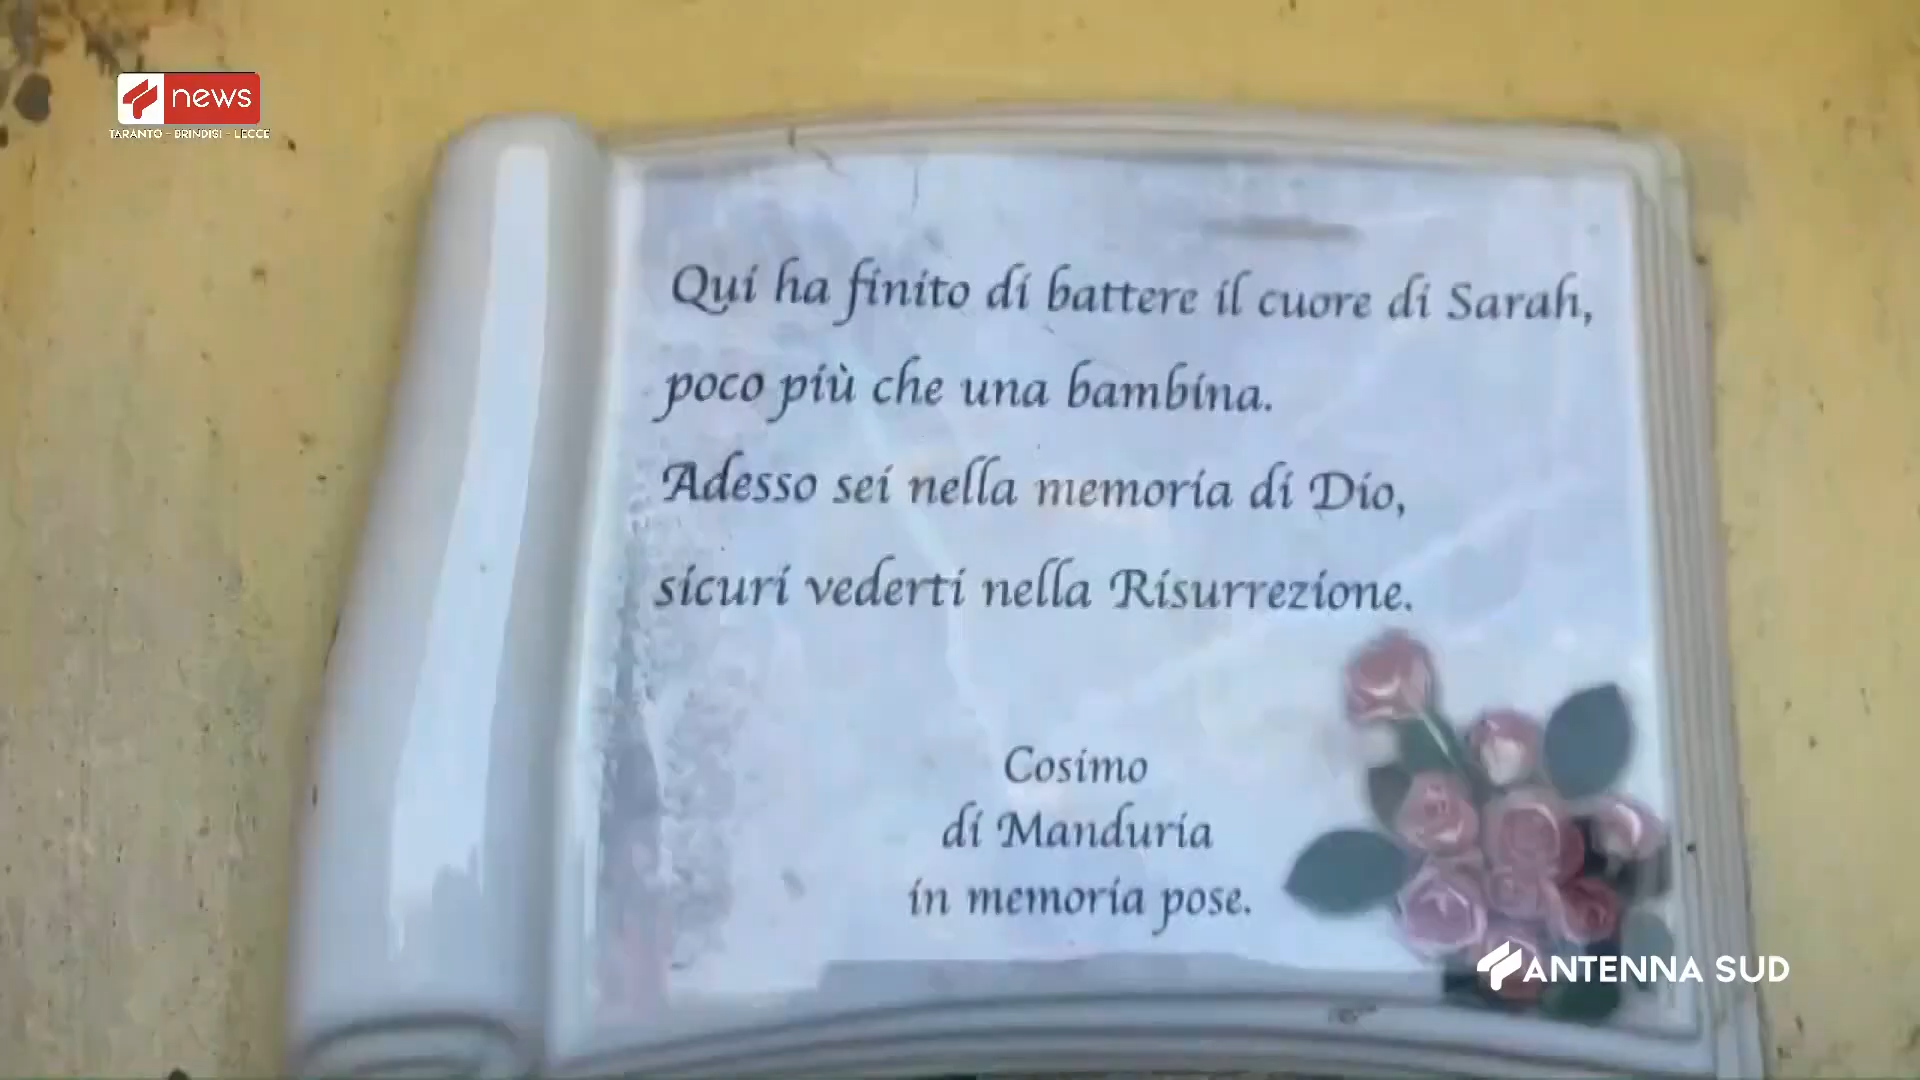 news
TARANTO - BRINDISI - LECCE
Qui ha finito di battere il cuore di Sarah,
poco più che una bambina.
Adesso sei nella memoria di Dio,
sicuri vederti nella Risurrezione.
Cosimo
di Manduria
in memoria pose.
ANTENNA SUD